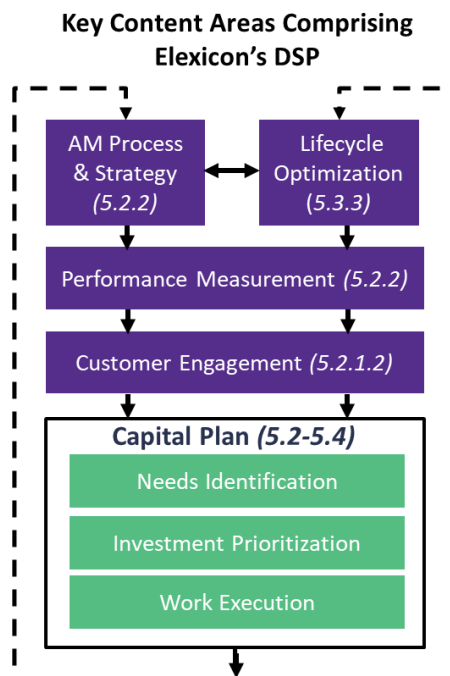 Key Content Areas Comprising
Elexicon's DSP
AM Process
& Strategy
(5.2.2)
Lifecycle
Optimization
(5.3.3)
Performance Measurement (5.2.2)
Customer Engagement (5.2.1.2)
Capital Plan (5.2-5.4)
Needs Identification
Investment Prioritization
Work Execution